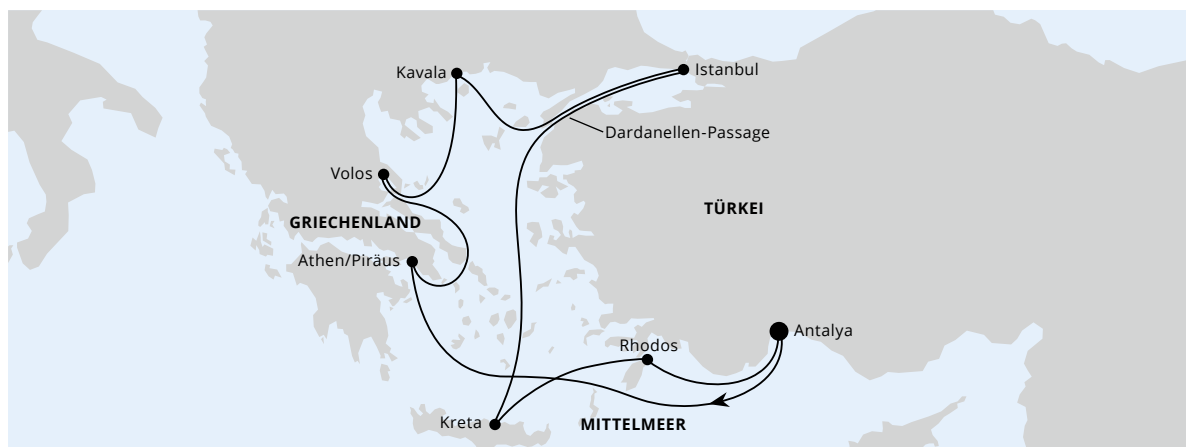 Kavala
Istanbul
Dardanellen-Passage
Volos
TÜRKEI
GRIECHENLAND
Athen/Piräus
Antalya
Rhodos
Kreta
MITTELMEER